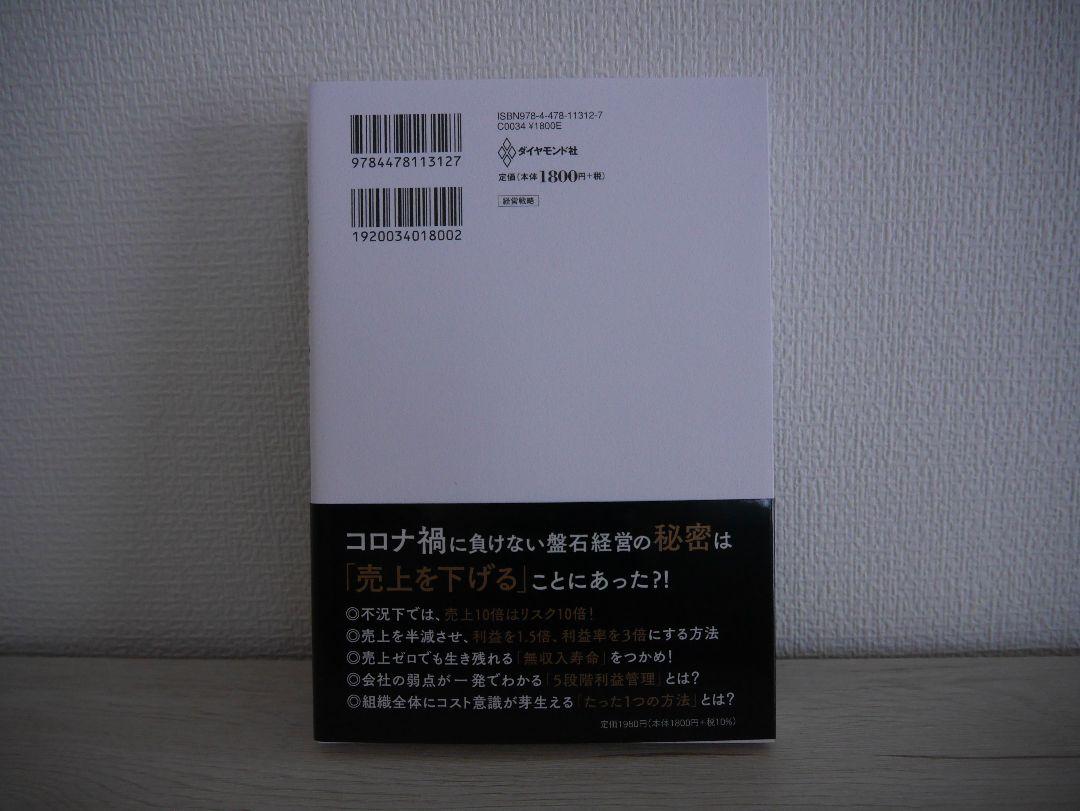 9784478113127
1920034018002
ISBN978-4-478-11312-7
C0034 ¥1800E
ダイヤモンド社
定価(本体1800円+税)
経営戦略
コロナ禍に負けない盤石経営の秘密は
「売上を下げる」ことにあった?!
◎不況下では、売上10倍はリスク10倍!
◎売上を半減させ、利益を1.5倍、利益率を3倍にする方法
◎売上ゼロでも生き残れる「無収入寿命」をつかめ!
◎会社の弱点が一発でわかる「5段階利益管理」とは?
◎組織全体にコスト意識が芽生える「たった1つの方法」とは?
定価1980円(本体1800円+税10%)